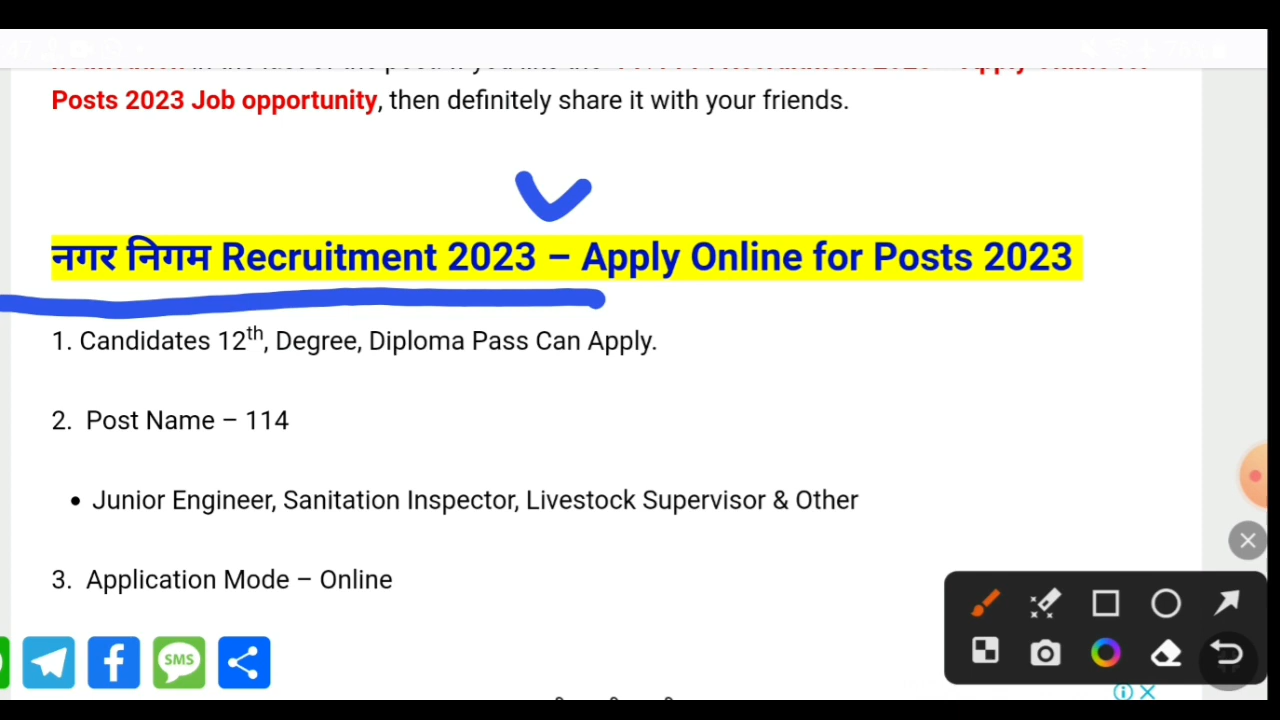 Posts 2023 Job opportunity, then definitely share it with your friends.
नगर निगम Recruitment 2023 – Apply Online for Posts 2023
1. Candidates 12th, Degree, Diploma Pass Can Apply.
2. Post Name – 114
• Junior Engineer, Sanitation Inspector, Livestock Supervisor & Other
3. Application Mode – Online
SMS